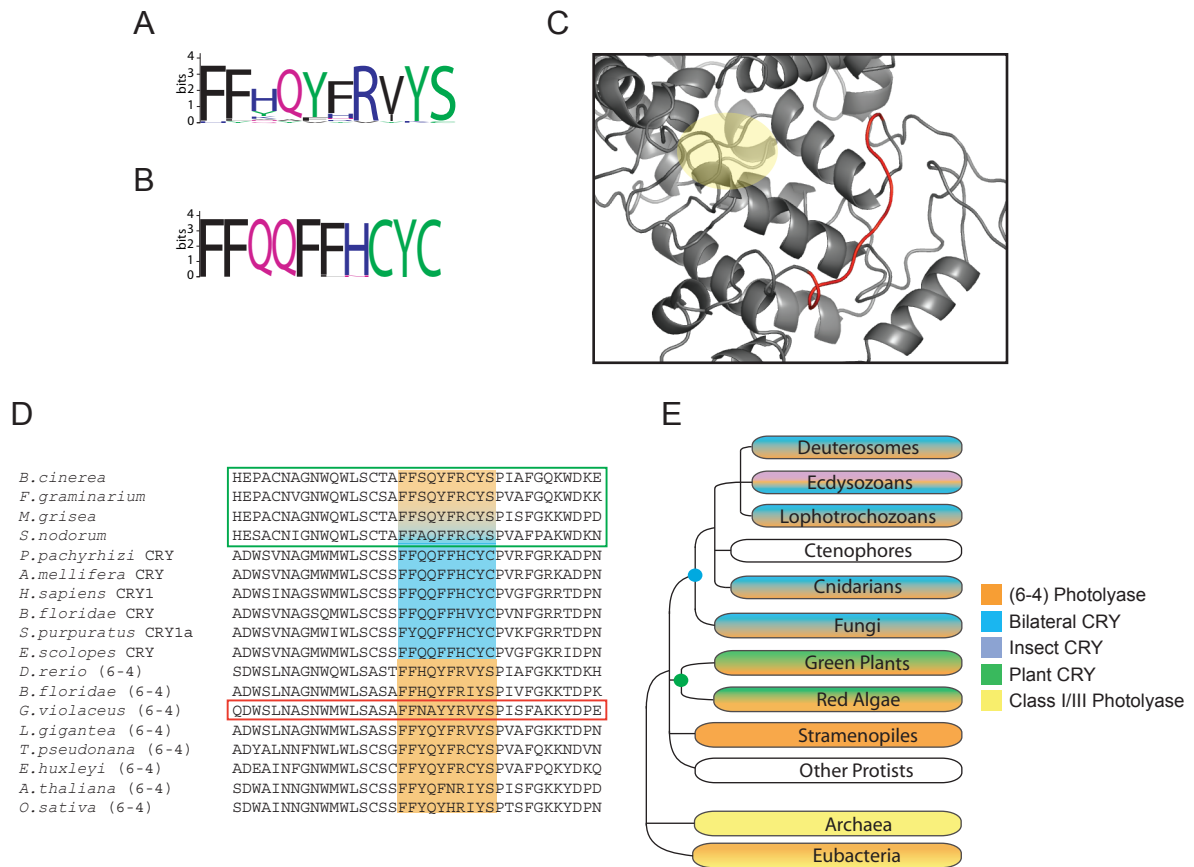 A
4
3
2
1
0
bits
FFHQYFRVYS
B
4
3
2
1
0
bits
FFQQFFHCYC
C
D
B.cinerea HEPACNAGNWQWLSCTAFFSQYFRCYSPIAFGQKWDKE
F.graminarium HEPACNVGNWQWLSCSAFFSQYFRCYSPVAFGQKWDKK
M.grisea HEPACNAGNWQWLSCTAFFSQYFRCYSPISFGKKWDPD
S.nodorum HESACNIGNWQWLSCTAFFAQFFRCYSPVAFPAKWDKN
P.pachyrhizi CRY ADWSVNAGMWMWLSCSSFFQQFFHCYCPVRFGRKADPN
A.mellifera CRY ADWSVNAGMWMWLSCSSFFQQFFHCYCPVRFGRKADPN
H.sapiens CRY1 ADWSINAGSWMWLSCSSFFQQFFHCYCPVGFGRRTDPN
B.floridae CRY ADWSVNAGSQMWLSCSSFFQQFFHVYCPVNFGRRTDPN
S.purpuratus CRY1a ADWSVNAGMWIWLSCSSFYQQFFHCYCPVKFGRRTDPN
E.scolopes CRY ADWSVNAGMWMWLSCSSFFQQFFHCYCPVGFGKRIDPN
D.rerio (6-4) SDWSLNAGNWQWLSASTFFHQYFRVYSPIAFGKKTDKH
B.floridae (6-4) ADWSLNAGNWMWLSASAFFHQYFRIYSPIVFGKKTDPK
G.violaceus (6-4) QDWSLNASNWMWLSASAFFNAYYRVYSPISFAKKYDPE
L.gigantea (6-4) ADWSLNAGNWMWLSASSFFYQYFRVYSPVAFGKKTDPN
T.pseudonana (6-4) ADYALNNFNWLWLSCSGFFYQYFRCYSPVAFQKKNDVN
E.huxleyi (6-4) ADEAINFGNWMWLSCSSFFYQYFRCYSPVAFPQKYDKQ
A.thaliana (6-4) SDWAINNGNWMWLSCSSFFYQFNRIYSPISFGKKYDPD
O.sativa (6-4) SDWAINNGNWMWLSCSSFFYQYHRIYSPTSFGKKYDPN
E
Deuterosomes
Ecdysozoans
Lophotrochozoans
Ctenophores
Cnidarians
Fungi
Green Plants
Red Algae
Stramenopiles
Other Protists
Archaea
Eubacteria
(6-4) Photolyase
Bilateral CRY
Insect CRY
Plant CRY
Class I/III Photolyase